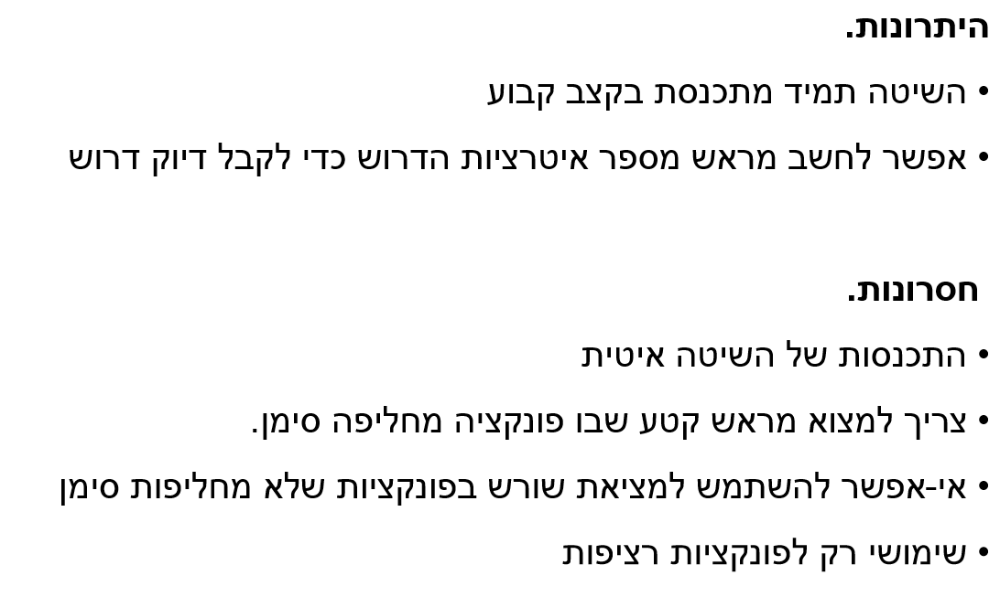 היתרונות.
• השיטה תמיד מתכנסת בקצב קבוע
• אפשר לחשב מראש מספר איטרציות הדרוש כדי לקבל דיוק דרוש
חסרונות.
• התכנסות של השיטה איטית
• צריך למצוא מראש קטע שבו פונקציה מחליפה סימן.
• אי-אפשר להשתמש למציאת שורש בפונקציות שלא מחליפות סימן
• שימושי רק לפונקציות רציפות